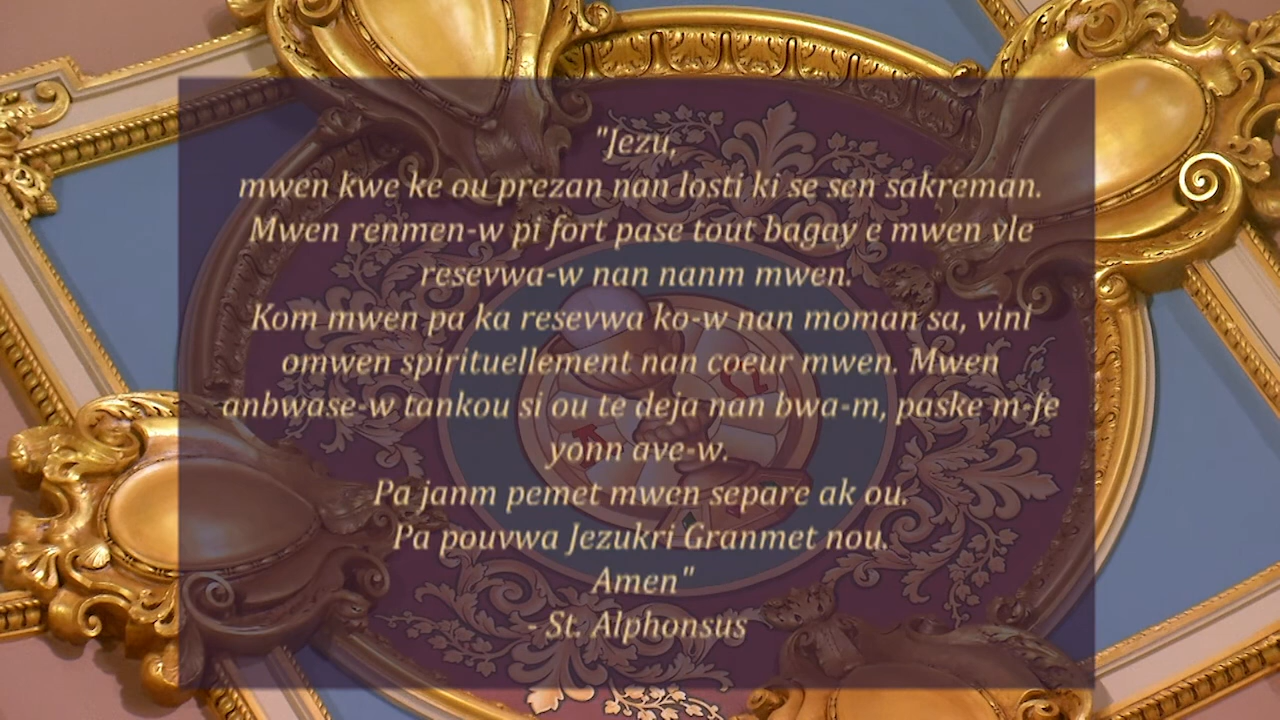 "Jezu,
mwen kwe ke ou prezan nan losti ki se sen sakreman.
Mwen renmen-w pi fort pase tout bagay e mwen vle
resevwa-w nan nanm mwen.
Kom mwen pa ka resevwa ko-w nan moman sa, vini
omwen spirituellement nan coeur mwen. Mwen
anbwase-w tankou si ou te deja nan bwa-m, paske m-fe
yonn ave-w.
Pa janm pemet mwen separe ak ou.
Pa pouvwa Jezukri Granmet nou.
Amen"
- St. Alphonsus